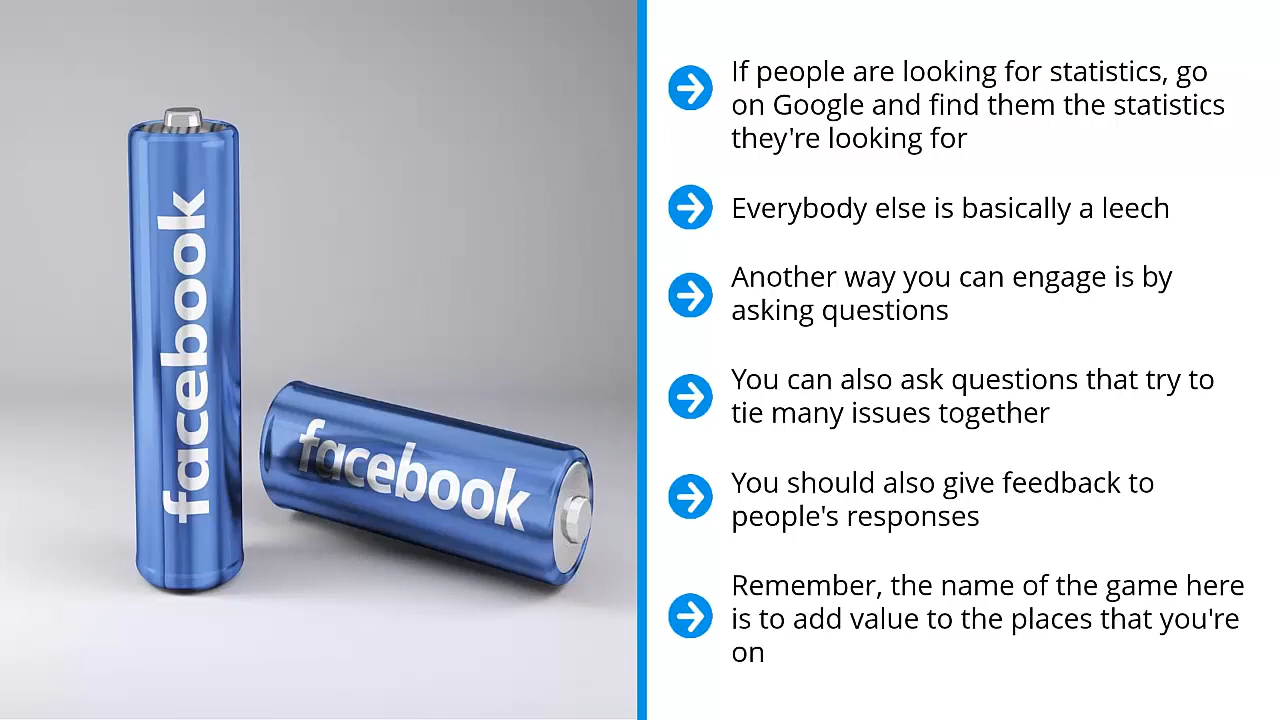 facebook
facebook
If people are looking for statistics, go
on Google and find them the statistics
they're looking for
Everybody else is basically a leech
Another way you can engage is by
asking questions
You can also ask questions that try to
tie many issues together
You should also give feedback to
people's responses
Remember, the name of the game here
is to add value to the places that you're
on